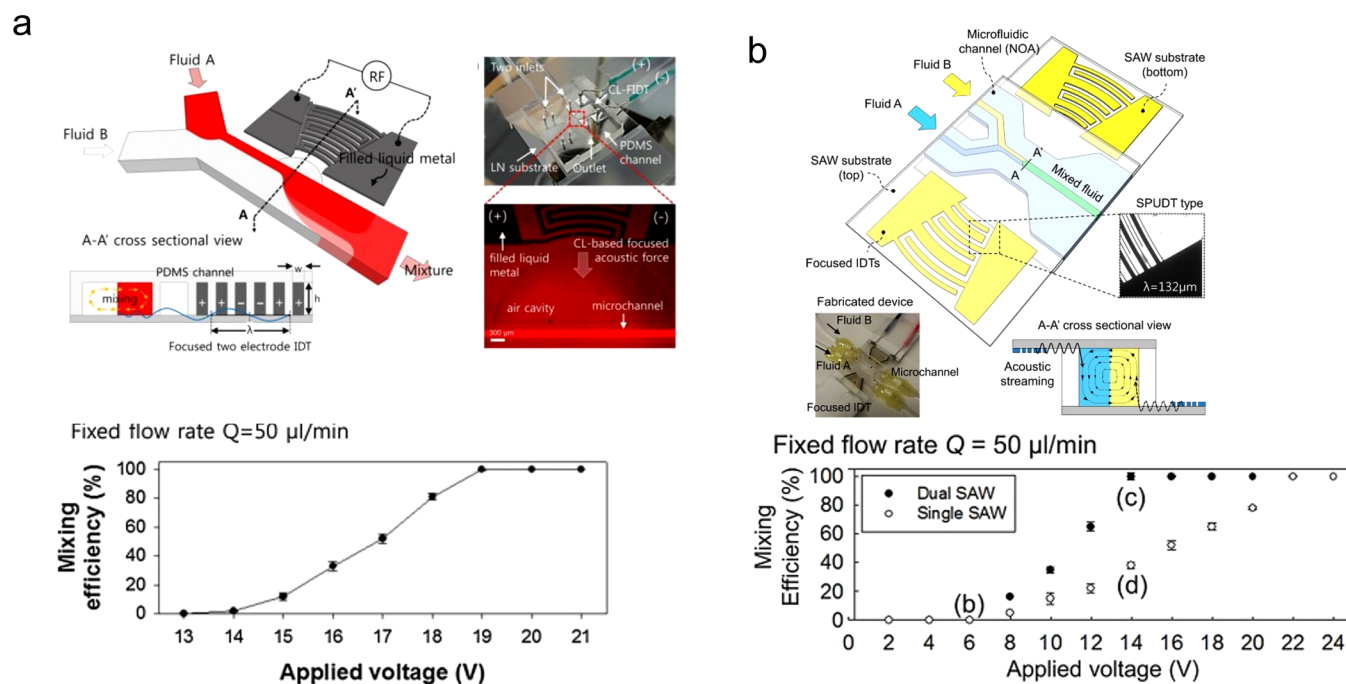 a
Fluid A
Fluid B
RF
A'
Filled liquid metal
A
A-A' cross sectional view
Mixture
PDMS channel
w
mixing
+ + − − + +
h
λ
Focused two electrode IDT
Two inlets
(+)
(-)
CL-FIDT
PDMS
channel
LN substrate
Outlet
(+)
(-)
filled liquid
metal
CL-based focused
acoustic force
air cavity
microchannel
300 μm
Fixed flow rate Q=50 μl/min
Mixing
efficiency (%)
100
80
60
40
20
0
13 14 15 16 17 18 19 20 21
Applied voltage (V)
b
Microfluidic
channel (NOA)
SAW substrate
(bottom)
Fluid B
Fluid A
SAW substrate
(top)
A'
A
Mixed fluid
SPUDT type
λ=132μm
Focused IDTs
Fabricated device
Fluid B
Fluid A
Microchannel
Focused IDT
A-A' cross sectional view
Acoustic
streaming
Fixed flow rate Q = 50 μl/min
Mixing
Efficiency (%)
100
80
60
40
20
0
Dual SAW
Single SAW
(c)
(b)
(d)
0 2 4 6 8 10 12 14 16 18 20 22 24
Applied voltage (V)